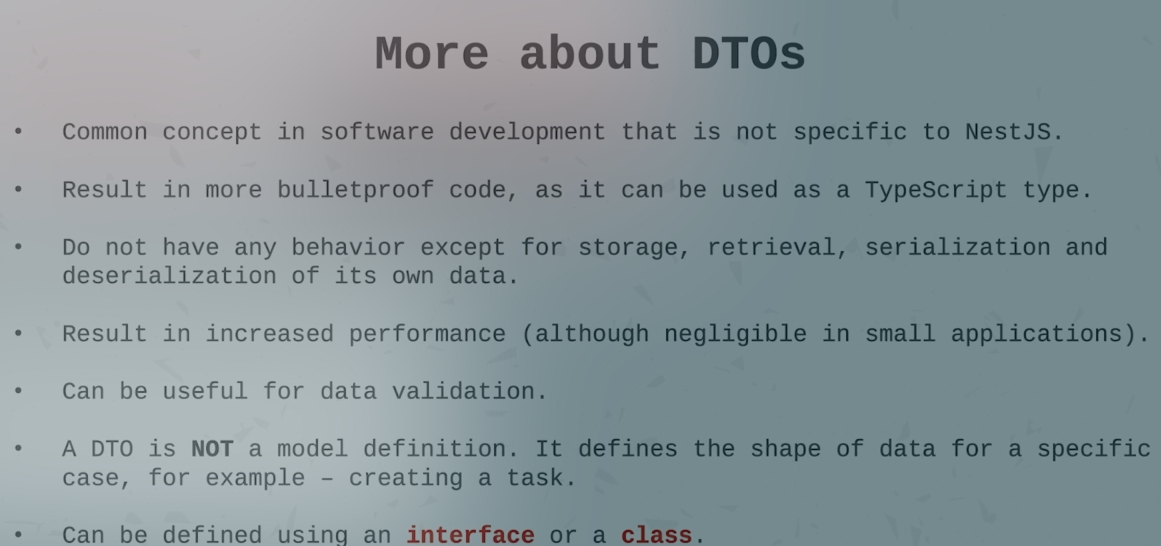 More about DTOs
• Common concept in software development that is not specific to NestJS.
• Result in more bulletproof code, as it can be used as a TypeScript type.
• Do not have any behavior except for storage, retrieval, serialization and
deserialization of its own data.
• Result in increased performance (although negligible in small applications).
• Can be useful for data validation.
• A DTO is NOT a model definition. It defines the shape of data for a specific
case, for example – creating a task.
• Can be defined using an interface or a class.